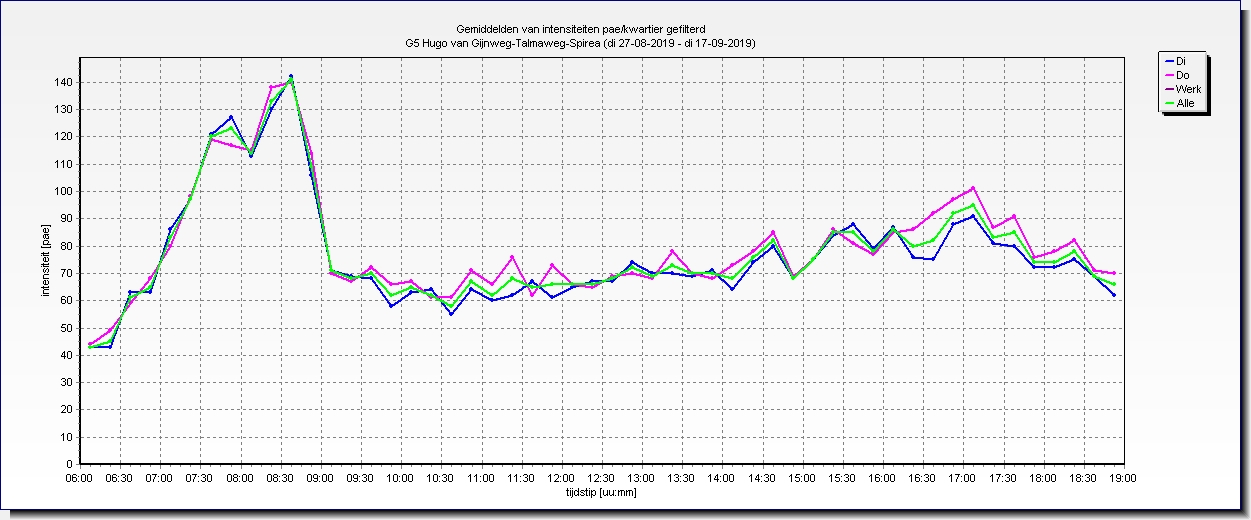 Gemiddelden van intensiteiten pae/kwartier gefilterd
G5 Hugo van Gijnweg-Talmaweg-Spirea (di 27-08-2019 - di 17-09-2019)
Di
Do
Werk
Alle
intensiteit [pae]
140
130
120
110
100
90
80
70
60
50
40
30
20
10
0
06:00 06:30 07:00 07:30 08:00 08:30 09:00 09:30 10:00 10:30 11:00 11:30 12:00 12:30 13:00 13:30 14:00 14:30 15:00 15:30 16:00 16:30 17:00 17:30 18:00 18:30 19:00
tijdstip [uu:mm]